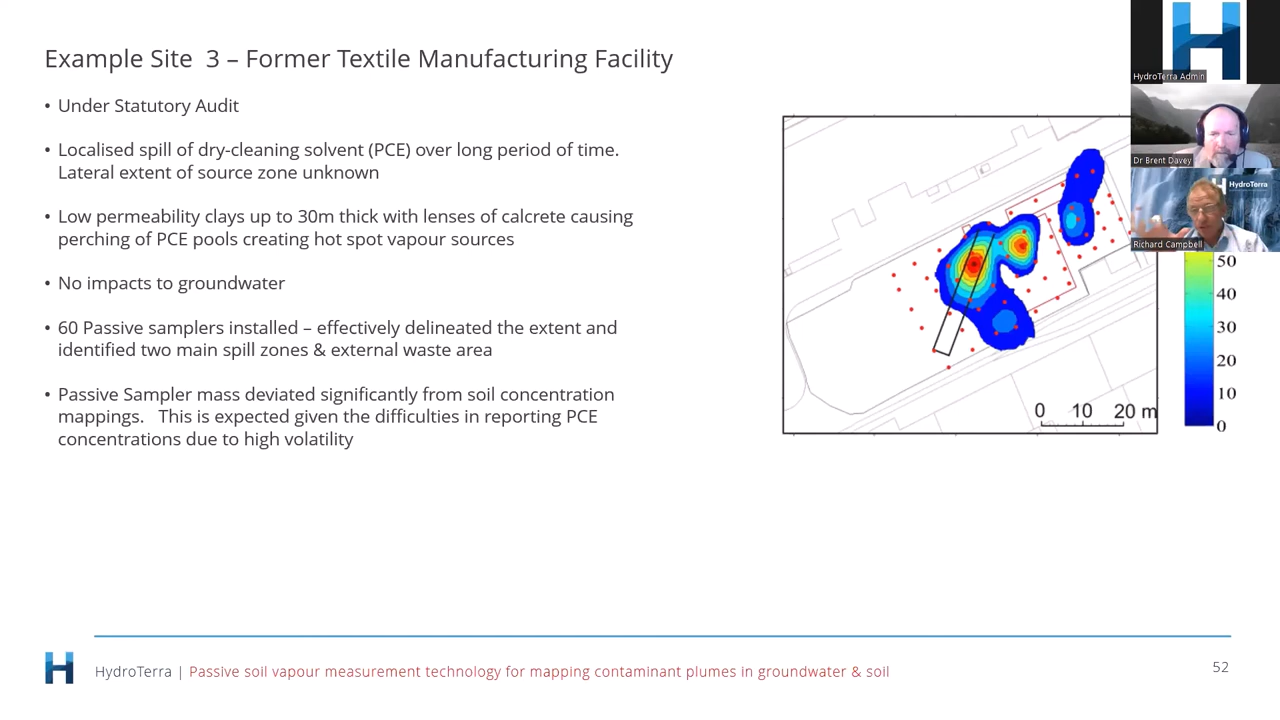 Example Site 3 – Former Textile Manufacturing Facility
• Under Statutory Audit
• Localised spill of dry-cleaning solvent (PCE) over long period of time.
Lateral extent of source zone unknown
• Low permeability clays up to 30m thick with lenses of calcrete causing
perching of PCE pools creating hot spot vapour sources
• No impacts to groundwater
• 60 Passive samplers installed – effectively delineated the extent and
identified two main spill zones & external waste area
• Passive Sampler mass deviated significantly from soil concentration
mappings. This is expected given the difficulties in reporting PCE
concentrations due to high volatility
0 10 20 m
50
40
30
20
10
0
HydroTerra Admin
Dr Brent Davey
HydroTerra
Richard Campbell
HydroTerra | Passive soil vapour measurement technology for mapping contaminant plumes in groundwater & soil
52